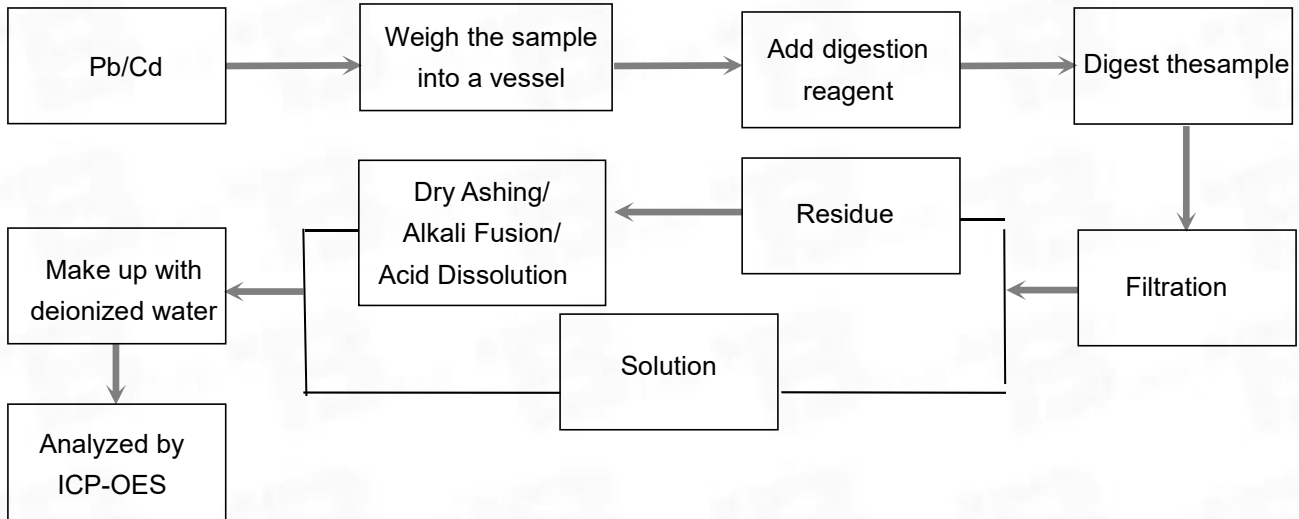 Pb/Cd
Weigh the sample
into a vessel
Add digestion
reagent
Digest thesample
Filtration
Residue
Dry Ashing/
Alkali Fusion/
Acid Dissolution
Solution
Make up with
deionized water
Analyzed by
ICP-OES